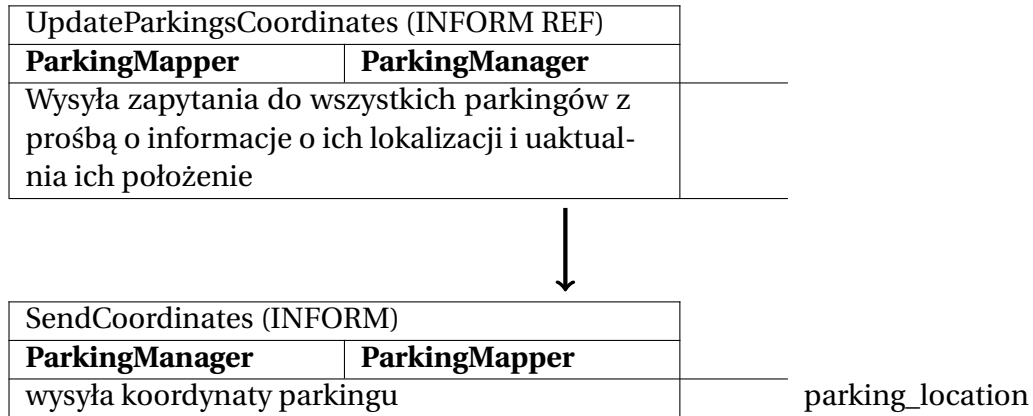 UpdateParkingsCoordinates (INFORM REF)
ParkingMapper ParkingManager
Wysyła zapytania do wszystkich parkingów z
prośbą o informacje o ich lokalizacji i uaktual-
nia ich położenie
SendCoordinates (INFORM)
ParkingManager ParkingMapper
wysyła koordynaty parkingu parking_location